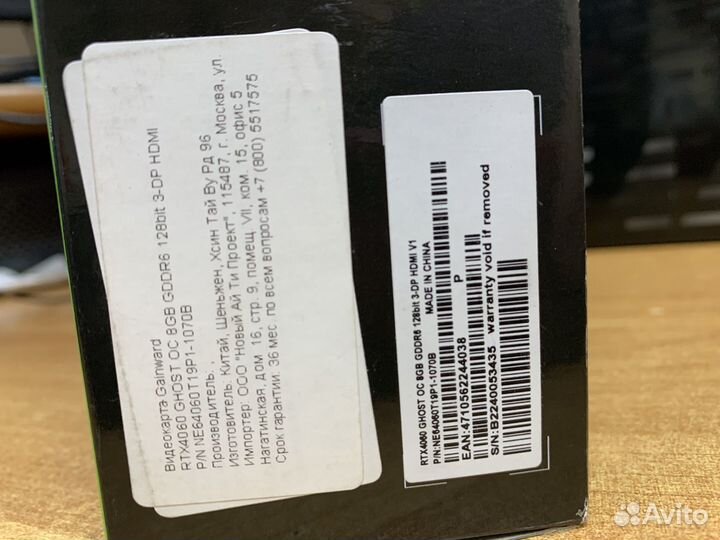 Видеокарта Gainward
RTX4060 GHOST OC 8GB GDDR6 128bit 3-DP HDMI
P/N NE64060T19P1-1070B
Производитель: ,
Изготовитель: Китай, Шеньжен, Хсин Тай Ву Рд 96
Импортер: ООО "Новый Ай Ти Проект", 115487, г. Москва, ул.
Нагатинская, дом 16, стр. 9, помещ. VII, ком. 15, офис 5
Срок гарантии: 36 мес. по всем вопросам +7 (800) 5517575
RTX4060 GHOST OC 8GB GDDR6 128bit 3-DP HDMI V1
P/N:NE64060T19P1-1070B MADE IN CHINA
P
EAN:4710562244038
S/N:B2240053435 warranty void if removed
Avito